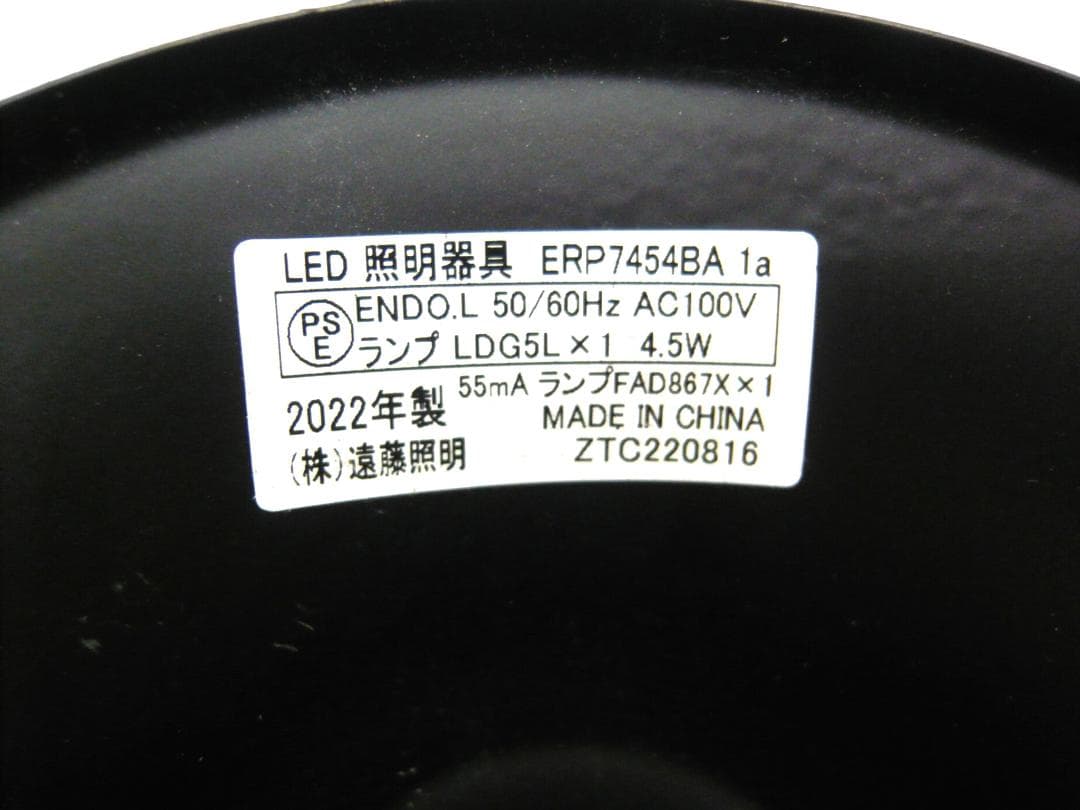 LED 照明器具 ERP7454BA 1a
PS
E
ENDO.L 50/60Hz AC100V
ランプ LDG5L×1 4.5W
55mA ランプFAD867X×1
2022年製
MADE IN CHINA
(株)遠藤照明
ZTC220816